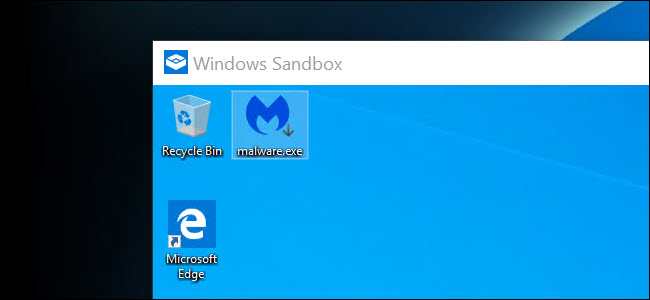 Windows Sandbox
Recycle Bin
malware.exe
Microsoft
Edge